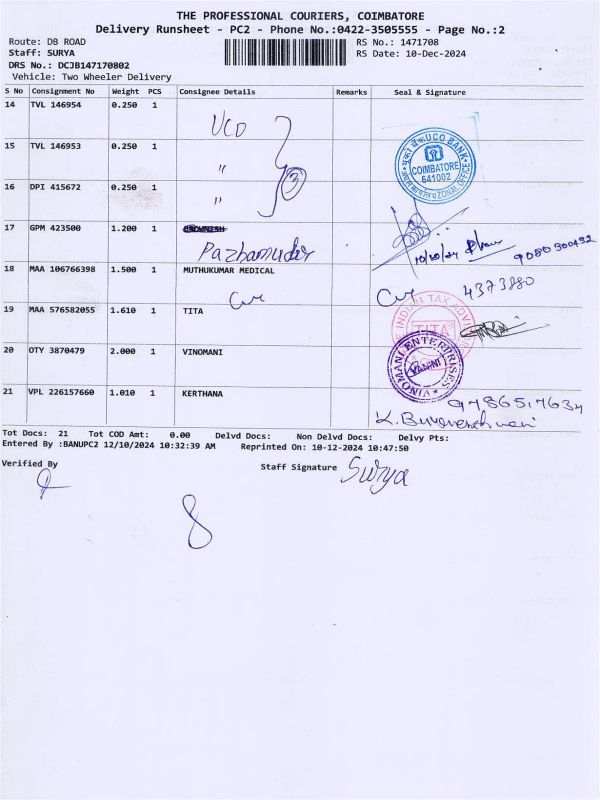 THE PROFESSIONAL COURIERS, COIMBATORE
Delivery Runsheet - PC2 - Phone No.:0422-3505555 - Page No.:2
Route: DB ROAD RS No.: 1471708
Staff: SURYA RS Date: 10-Dec-2024
DRS No.: DCJB147170802
Vehicle: Two Wheeler Delivery
S No Consignment No Weight PCS Consignee Details Remarks Seal & Signature
14 TVL 146954 0.250 1 UCO
15 TVL 146953 0.250 1 "
16 DPI 415672 0.250 1 "
3
UCO BANK
COIMBATORE
641002
ZONAL OFFICE
17 GPM 423500 1.200 1
Pazhamudir 10/12/24 9080300432
18 MAA 106766398 1.500 1 MUTHUKUMAR MEDICAL
4373880
19 MAA 576582055 1.610 1 TITA
INDIAN TAX
TITA
20 OTY 3870479 2.000 1 VINOMANI
VINOMANI ENTERPRISES
21 VPL 226157660 1.010 1 KERTHANA
9786517634
Tot Docs: 21 Tot COD Amt: 0.00 Delvd Docs: Non Delvd Docs: Delvy Pts:
Entered By :BANUPC2 12/10/2024 10:32:39 AM Reprinted On: 10-12-2024 10:47:50
Verified By Staff Signature Surya